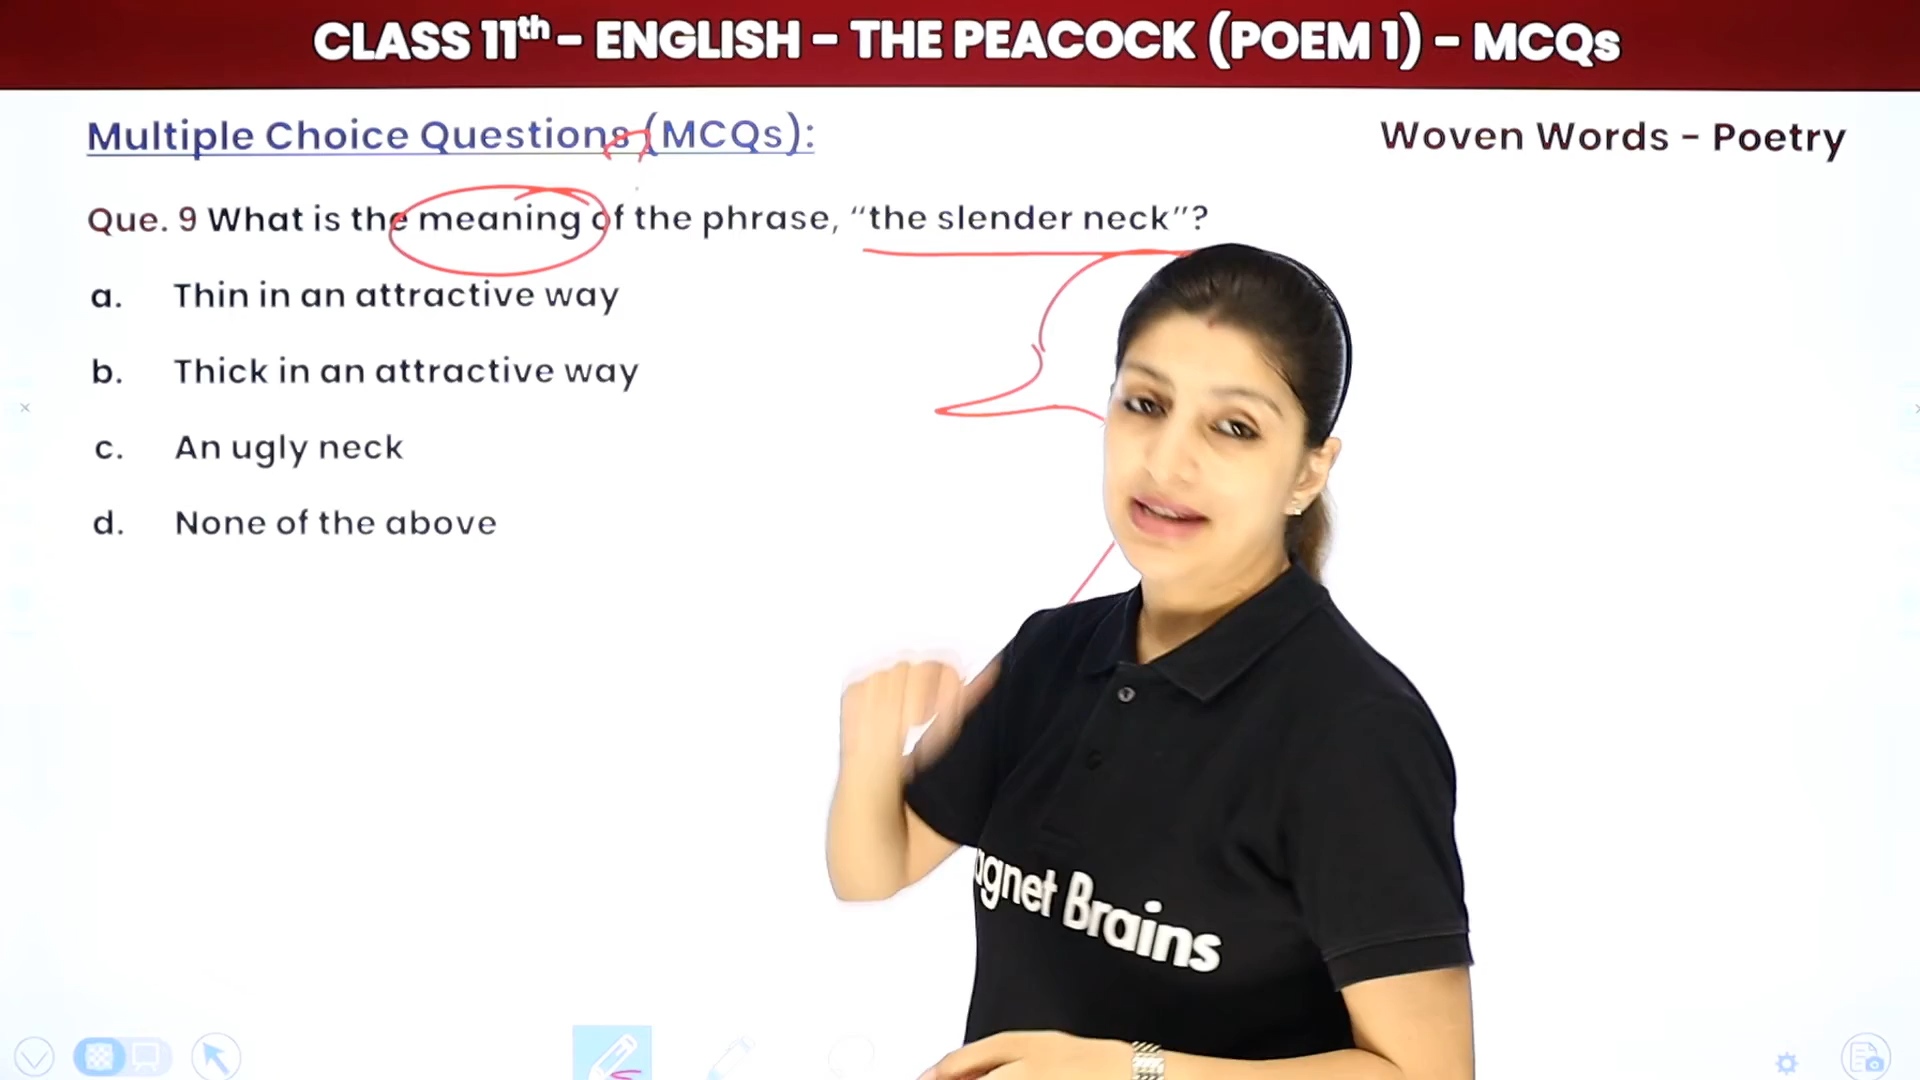 CLASS 11th - ENGLISH - THE PEACOCK (POEM 1) - MCQs
Multiple Choice Questions (MCQs):
Woven Words - Poetry
Que. 9 What is the meaning of the phrase, “the slender neck”?
a. Thin in an attractive way
b. Thick in an attractive way
c. An ugly neck
d. None of the above
agnet Brains